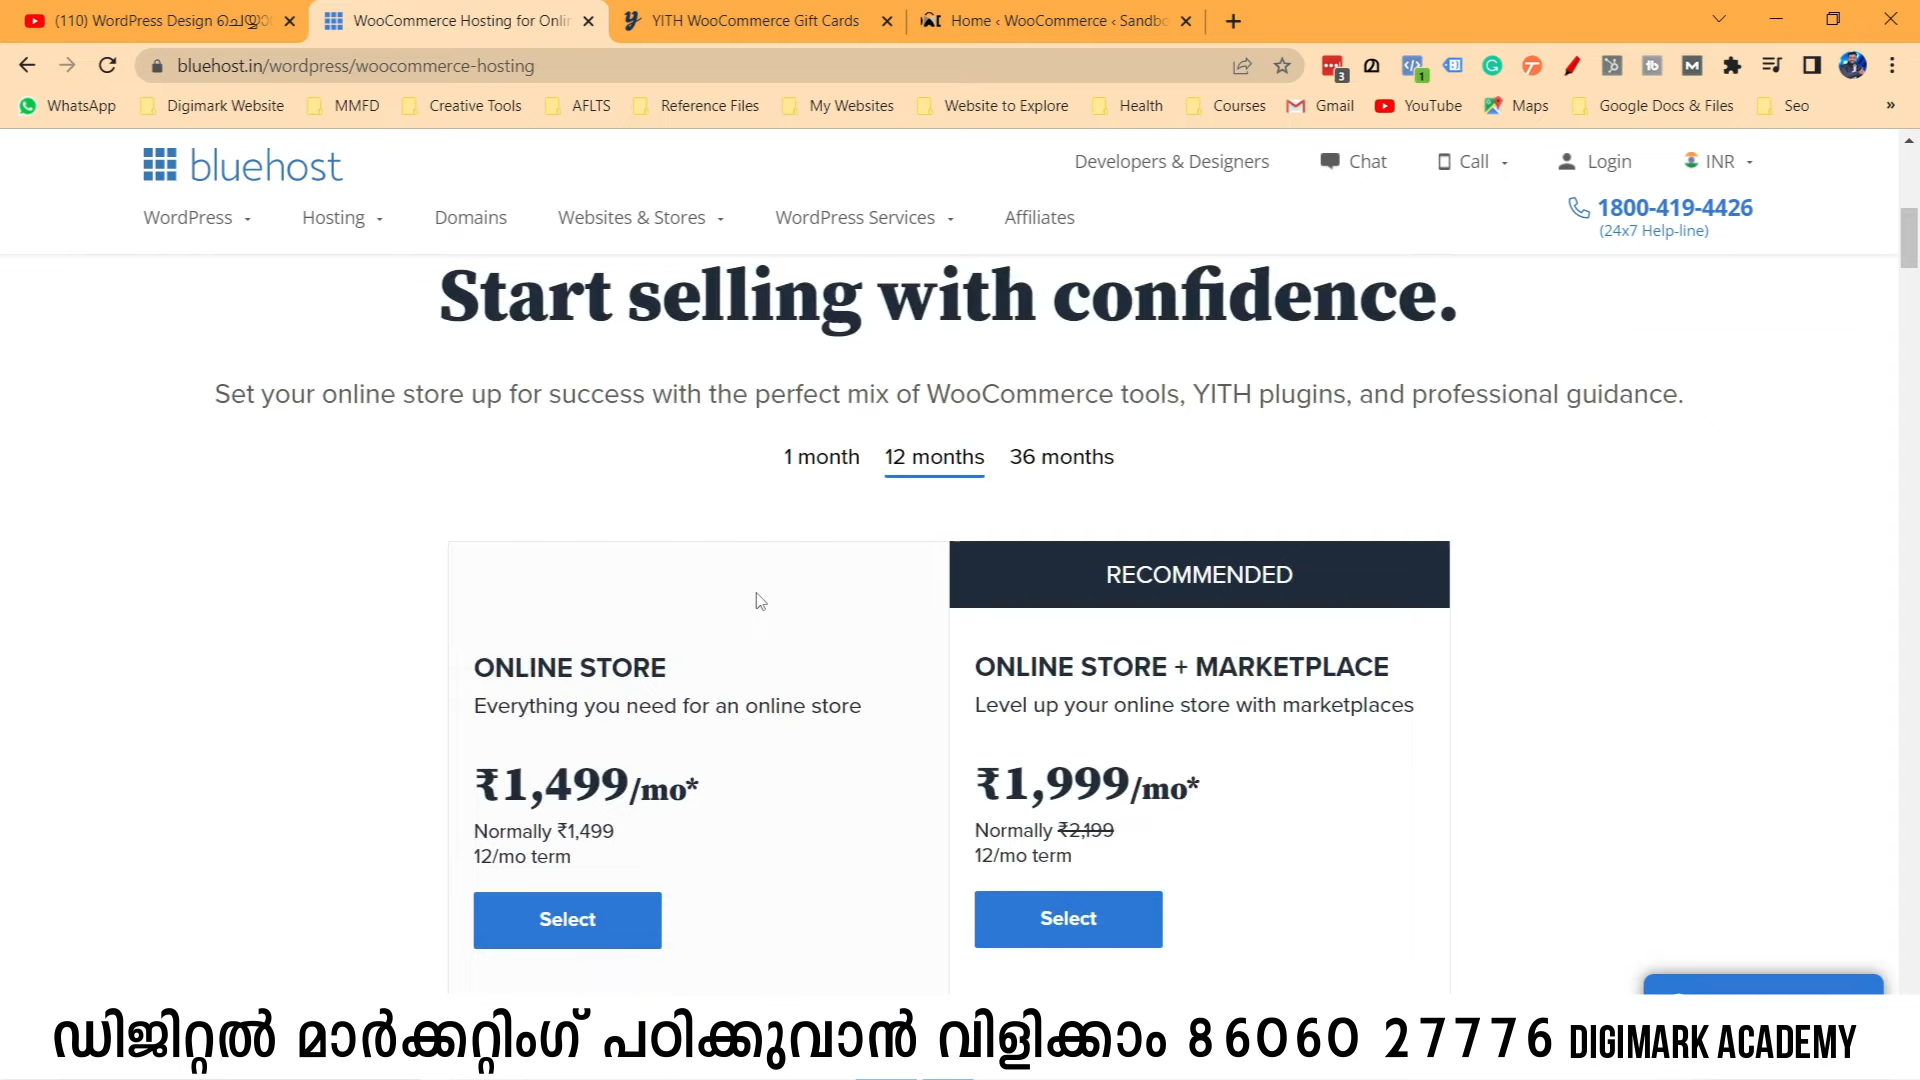 (110) WordPress Design ചെയ്യാ
WooCommerce Hosting for Onlin
YITH WooCommerce Gift Cards
Home ‹ WooCommerce ‹ Sandbo
bluehost.in/wordpress/woocommerce-hosting
3
1
WhatsApp
Digimark Website
MMFD
Creative Tools
AFLTS
Reference Files
My Websites
Website to Explore
Health
Courses
Gmail
YouTube
Maps
Google Docs & Files
Seo
»
bluehost
Developers & Designers
Chat
Call
Login
INR
WordPress
Hosting
Domains
Websites & Stores
WordPress Services
Affiliates
1800-419-4426
(24x7 Help-line)
Start selling with confidence.
Set your online store up for success with the perfect mix of WooCommerce tools, YITH plugins, and professional guidance.
1 month 12 months 36 months
RECOMMENDED
ONLINE STORE
Everything you need for an online store
₹1,499/mo*
Normally ₹1,499
12/mo term
Select
ONLINE STORE + MARKETPLACE
Level up your online store with marketplaces
₹1,999/mo*
Normally ₹2,199
12/mo term
Select
ഡിജിറ്റൽ മാർക്കറ്റിംഗ് പഠിക്കുവാൻ വിളിക്കാം 86060 27776 DIGIMARK ACADEMY